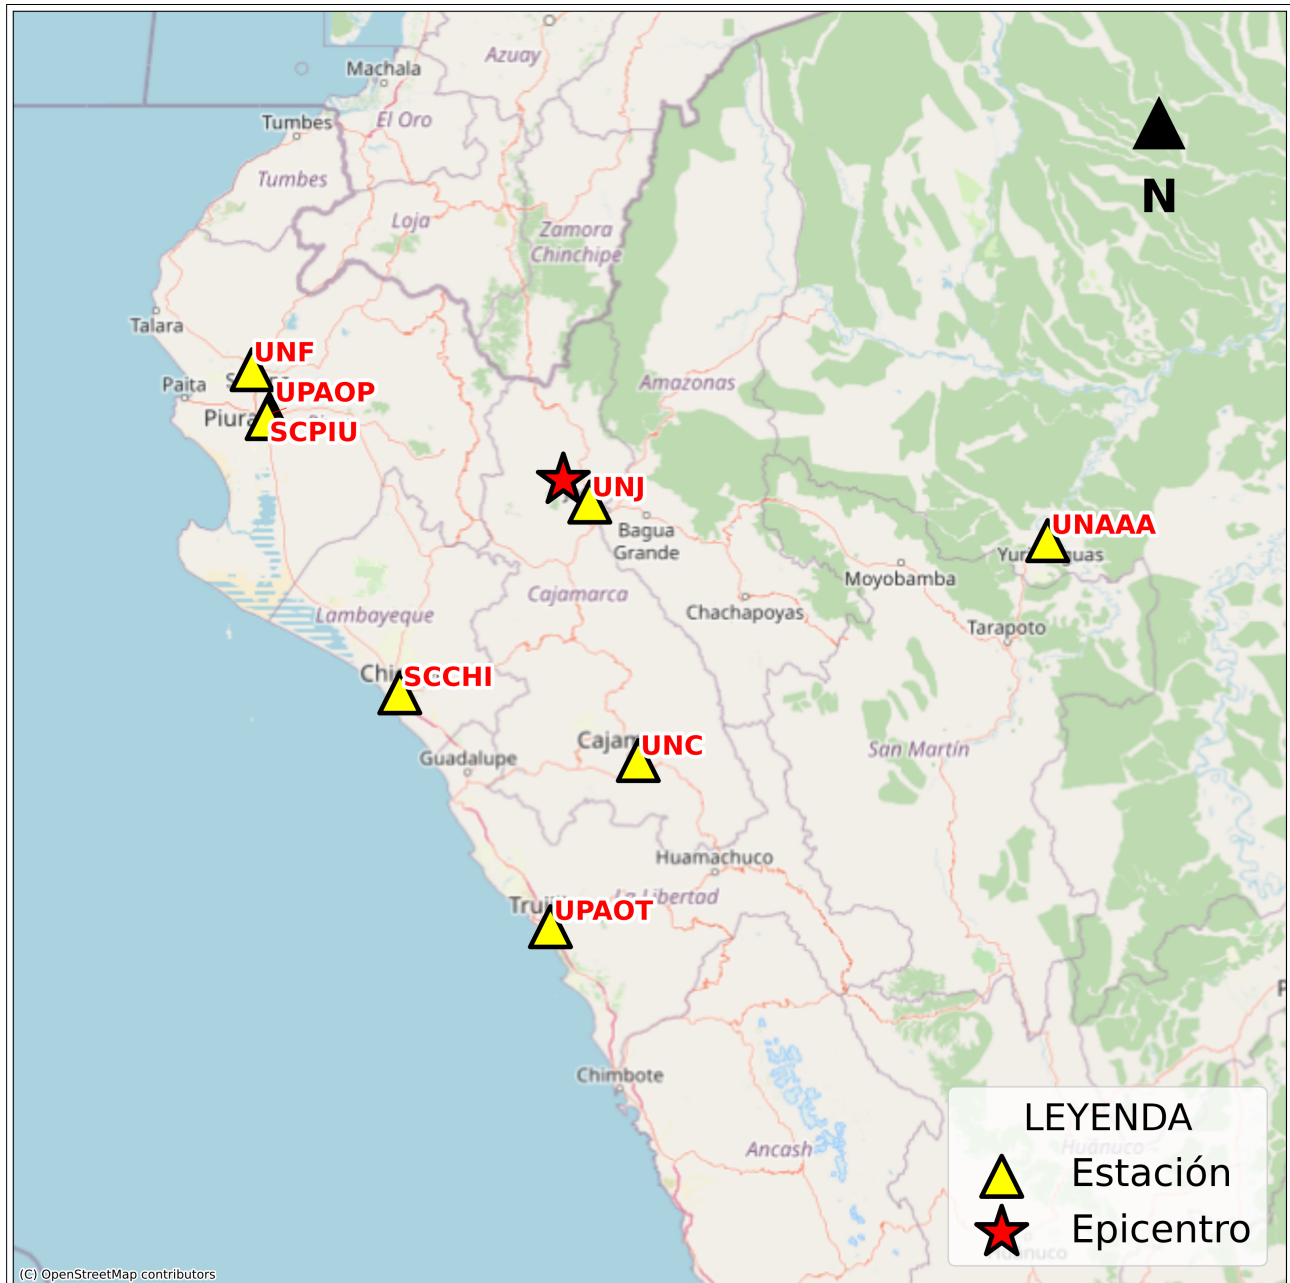 Azuay
Machala
El Oro
Tumbes
Tumbes
Loja
Zamora
Chinchipe
N
Talara
UNF
Paita
UPAOP
Piura
SCPIU
Amazonas
UNJ
Bagua
Grande
UNAAA
Moyobamba
Cajamarca
Chachapoyas
Lambayeque
Tarapoto
SCCHI
UNC
Guadalupe
San Martín
Huamachuco
La Libertad
UPAOT
Chimbote
Ancash
LEYENDA
Huánuco
Estación
Epicentro
(C) OpenStreetMap contributors